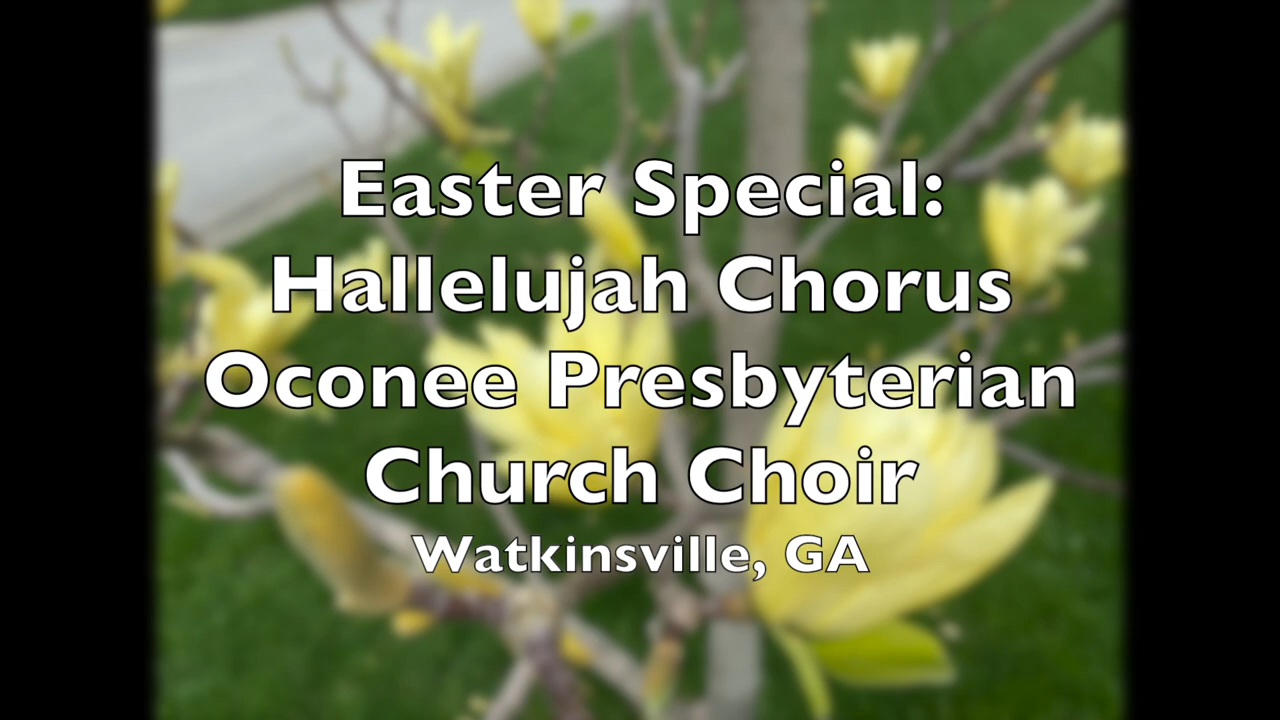 Easter Special:
Hallelujah Chorus
Oconee Presbyterian
Church Choir
Watkinsville, GA